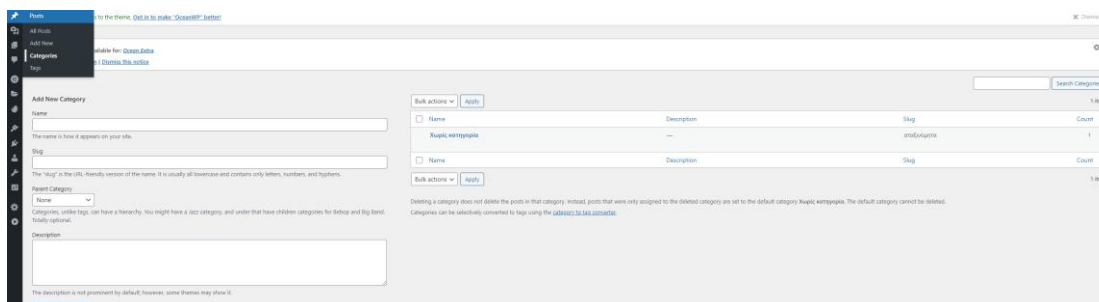 Posts
to the theme. Opt in to make "OceanWP" better!
All Posts
Add New
Categories
Tags
ailable for: Ocean Extra.
| Dismiss this notice
Search Categorie
Add New Category
Name
The name is how it appears on your site.
Slug
The "slug" is the URL-friendly version of the name. It is usually all lowercase and contains only letters, numbers, and hyphens.
Parent Category
None
Categories, unlike tags, can have a hierarchy. You might have a Jazz category, and under that have children categories for Bebop and Big Band.
Totally optional.
Description
The description is not prominent by default; however, some themes may show it.
Bulk actions Apply
Name Description Slug Count
Χωρίς κατηγορία — αταξινόμητα 1
Name Description Slug Count
Bulk actions Apply
Deleting a category does not delete the posts in that category. Instead, posts that were only assigned to the deleted category are set to the default category Χωρίς κατηγορία. The default category cannot be deleted.
Categories can be selectively converted to tags using the category to tag converter.